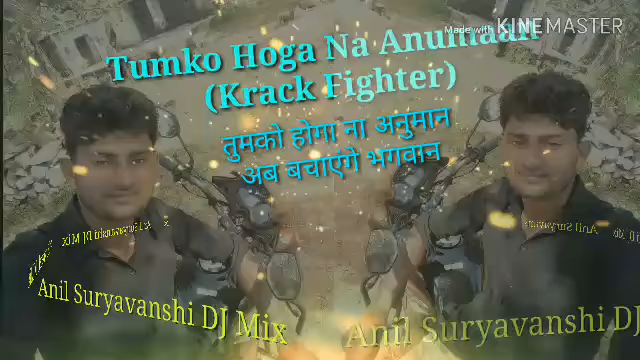 Made with KINEMASTER
Tumko Hoga Na Anumaan
(Krack Fighter)
तुमको होगा ना अनुमान
अब बचाएंगे भगवान
Anil Suryavanshi DJ Mix
Anil Suryavanshi DJ